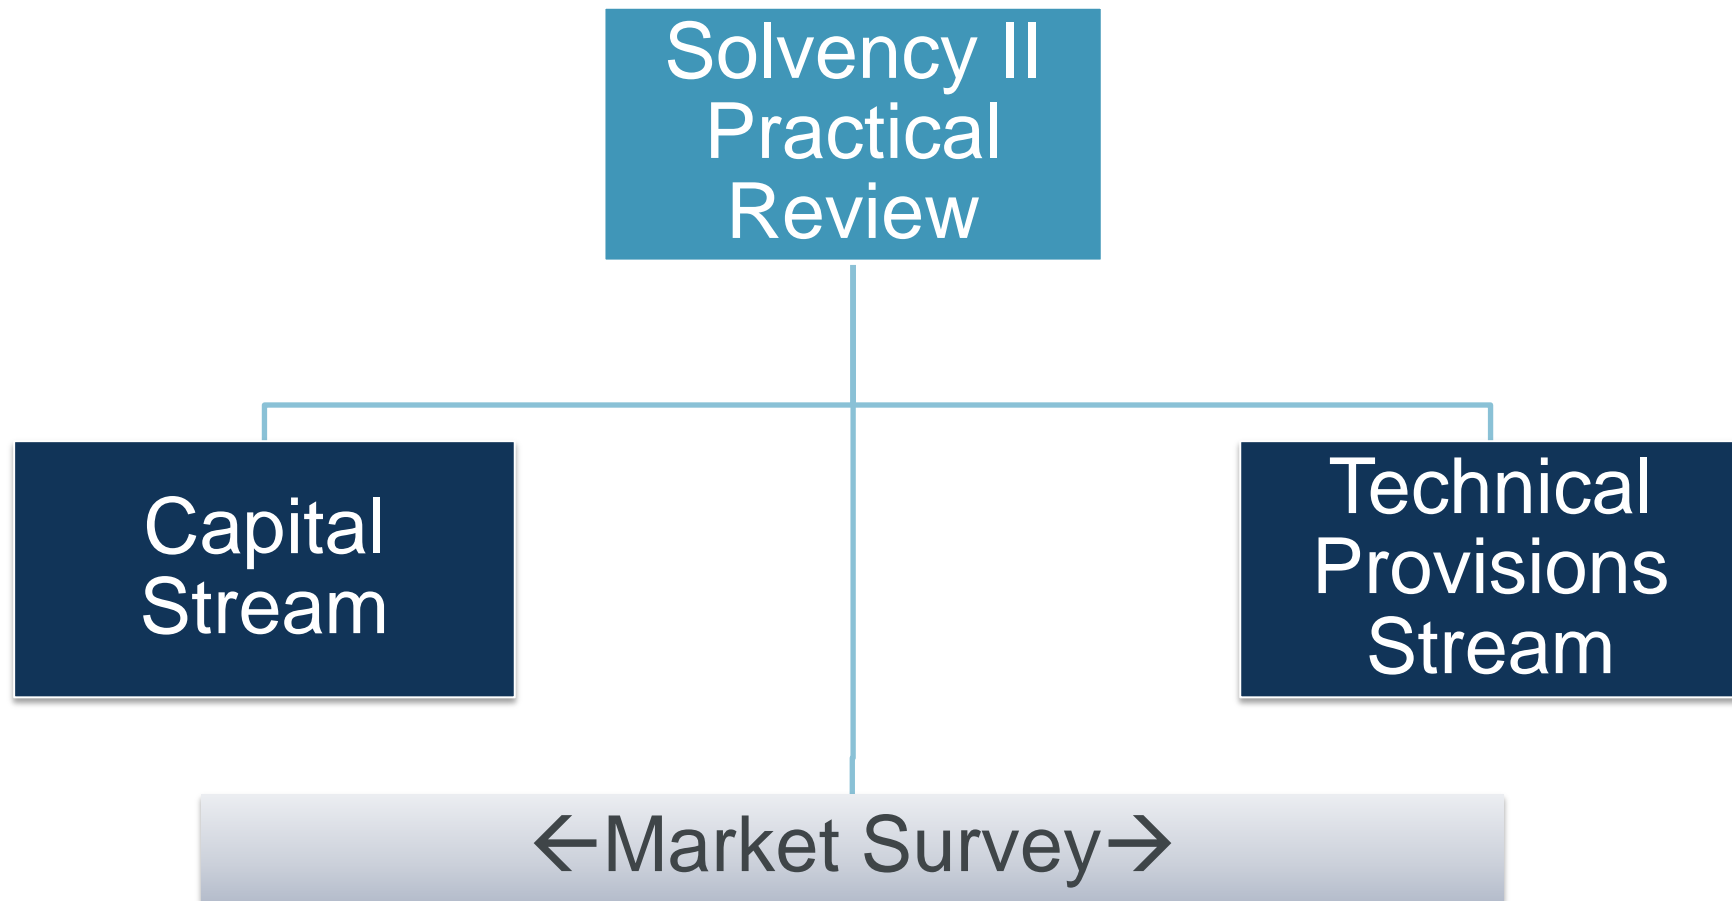 Solvency II
Practical
Review
Capital
Stream
Technical
Provisions
Stream
←Market Survey→